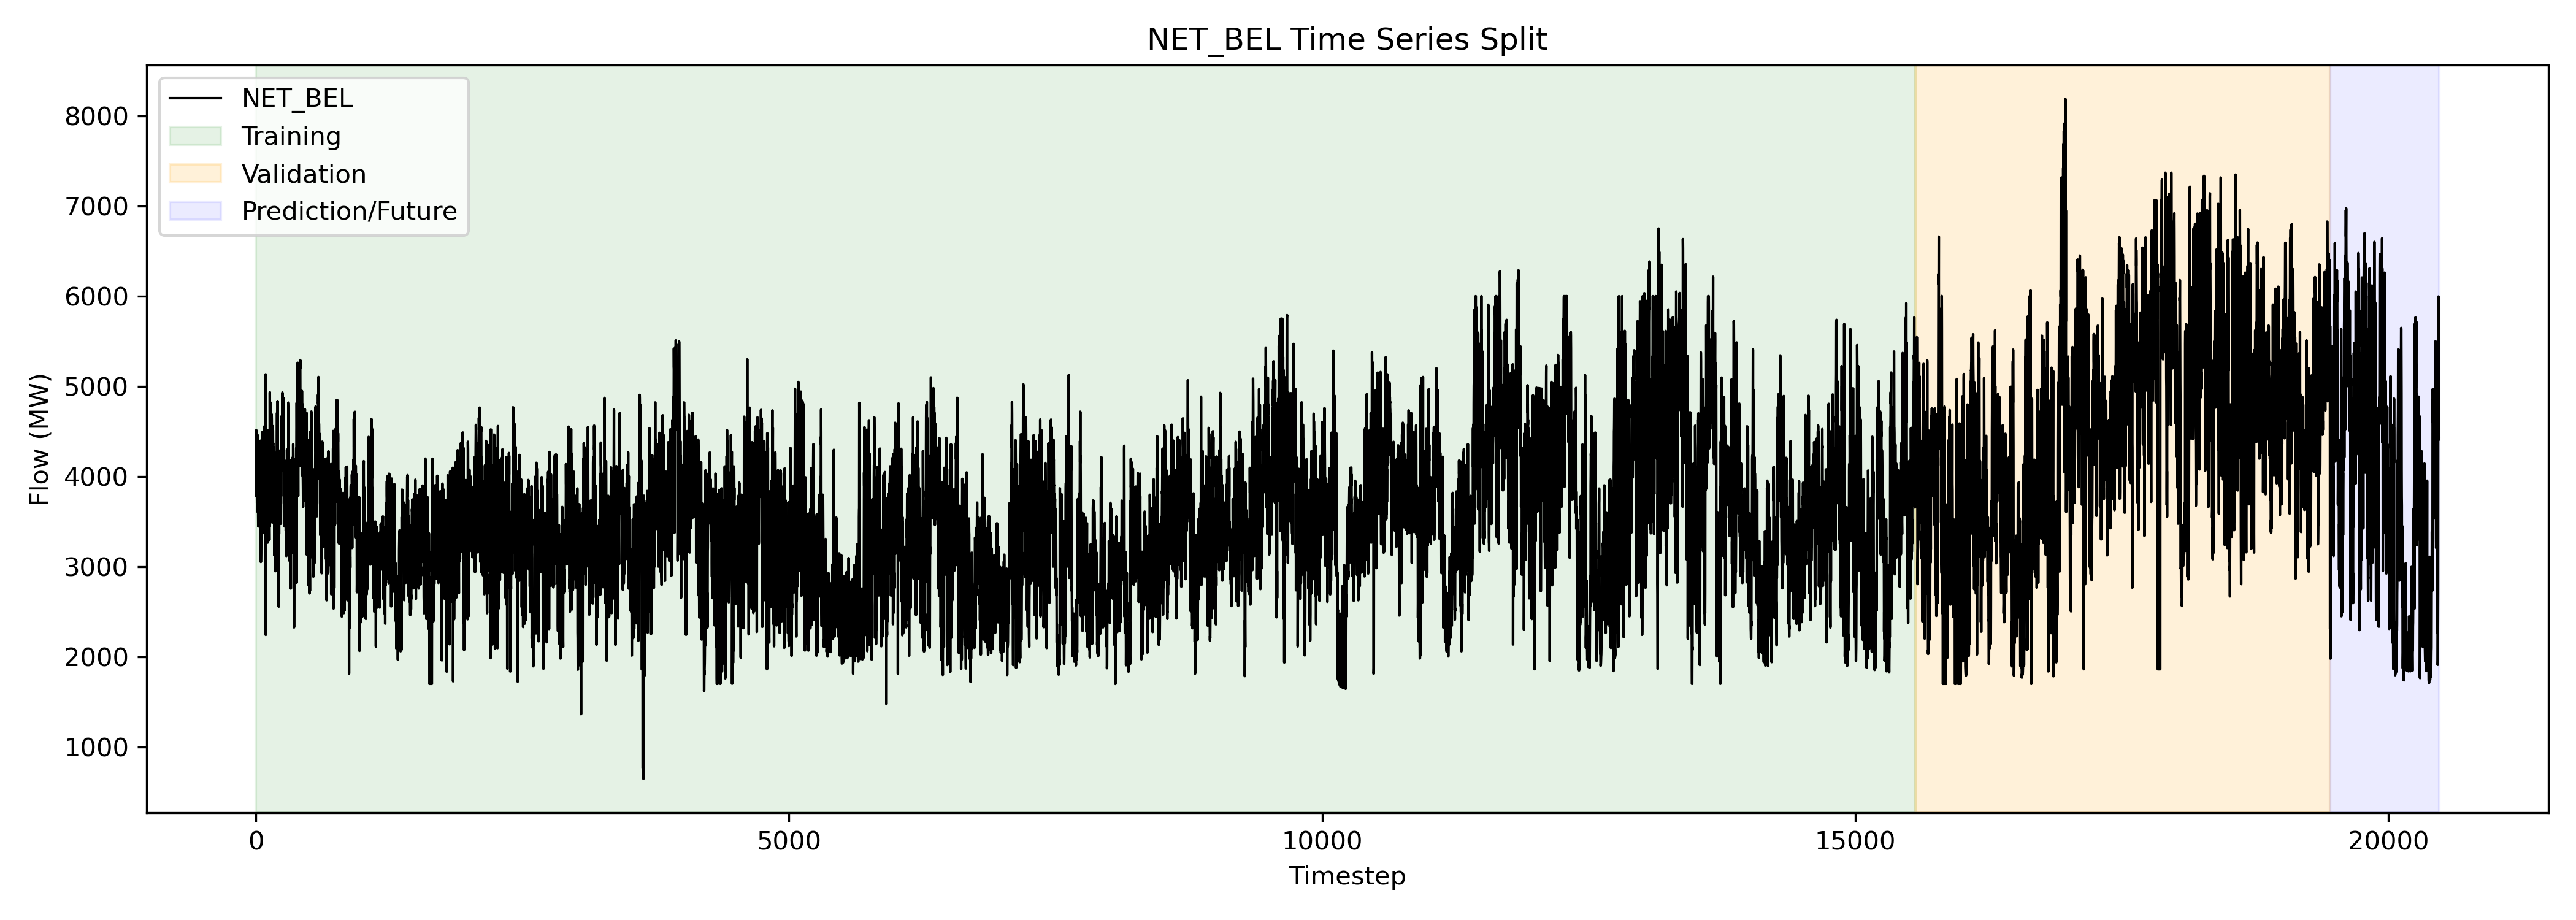 NET_BEL Time Series Split
NET_BEL
Training
Validation
Prediction/Future
8000
7000
6000
5000
4000
3000
2000
1000
Flow (MW)
0
5000
10000
15000
20000
Timestep